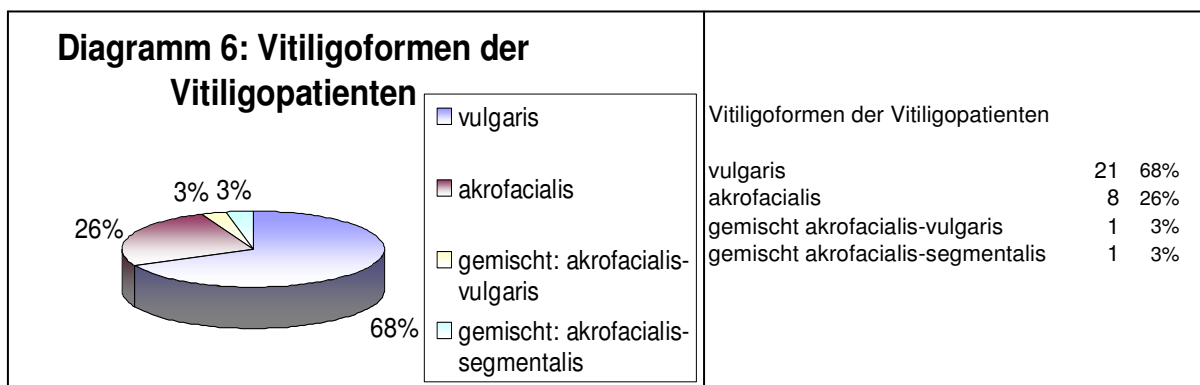 Diagramm 6: Vitiligoformen der
Vitiligopatienten
3% 3%
26%
68%
vulgaris
akrofacialis
gemischt: akrofacialis-
vulgaris
gemischt: akrofacialis-
segmentalis
Vitiligoformen der Vitiligopatienten
vulgaris 21 68%
akrofacialis 8 26%
gemischt akrofacialis-vulgaris 1 3%
gemischt akrofacialis-segmentalis 1 3%